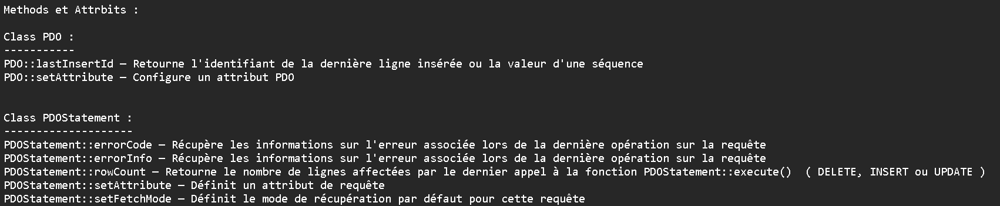 Methods et Attrbits :
Class PDO :
-----------
PDO::lastInsertId — Retourne l'identifiant de la dernière ligne insérée ou la valeur d'une séquence
PDO::setAttribute — Configure un attribut PDO
Class PDOStatement :
--------------------
PDOStatement::errorCode — Récupère les informations sur l'erreur associée lors de la dernière opération sur la requête
PDOStatement::errorInfo — Récupère les informations sur l'erreur associée lors de la dernière opération sur la requête
PDOStatement::rowCount — Retourne le nombre de lignes affectées par le dernier appel à la fonction PDOStatement::execute()  ( DELETE, INSERT ou UPDATE )
PDOStatement::setAttribute — Définit un attribut de requête
PDOStatement::setFetchMode — Définit le mode de récupération par défaut pour cette requête